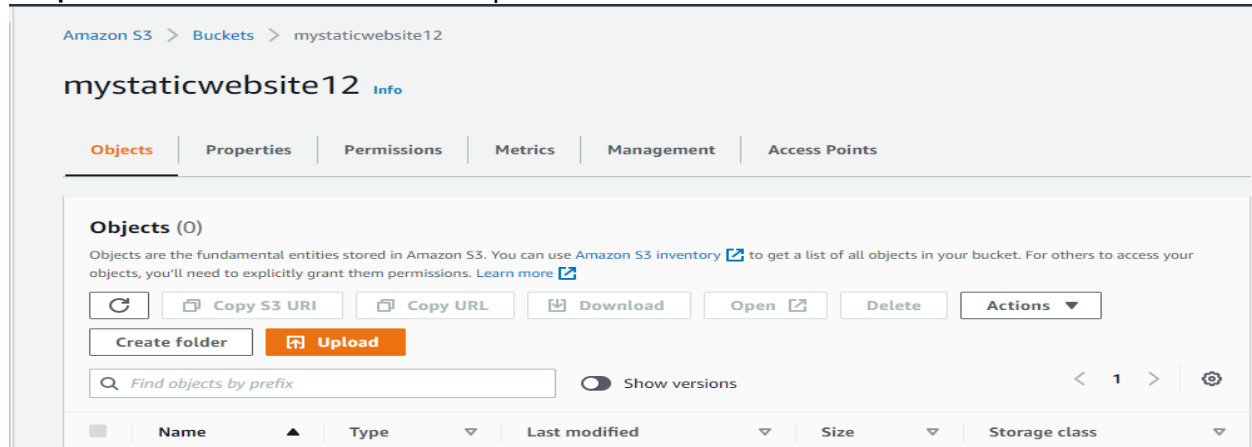 Amazon S3 > Buckets > mystaticwebsite12
mystaticwebsite12 Info
Objects Properties Permissions Metrics Management Access Points
Objects (0)
Objects are the fundamental entities stored in Amazon S3. You can use Amazon S3 inventory to get a list of all objects in your bucket. For others to access your
objects, you'll need to explicitly grant them permissions. Learn more
Copy S3 URI Copy URL Download Open Delete Actions
Create folder Upload
Find objects by prefix Show versions < 1 >
Name Type Last modified Size Storage class